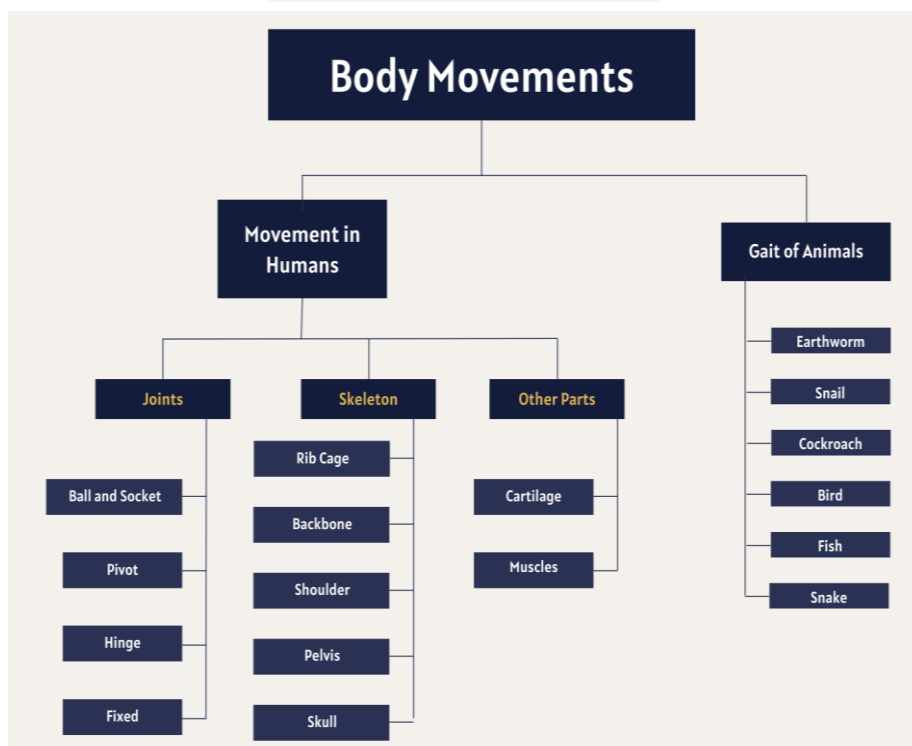 Body Movements
Movement in
Humans
Gait of Animals
Joints
Ball and Socket
Pivot
Hinge
Fixed
Skeleton
Rib Cage
Backbone
Shoulder
Pelvis
Skull
Other Parts
Cartilage
Muscles
Earthworm
Snail
Cockroach
Bird
Fish
Snake